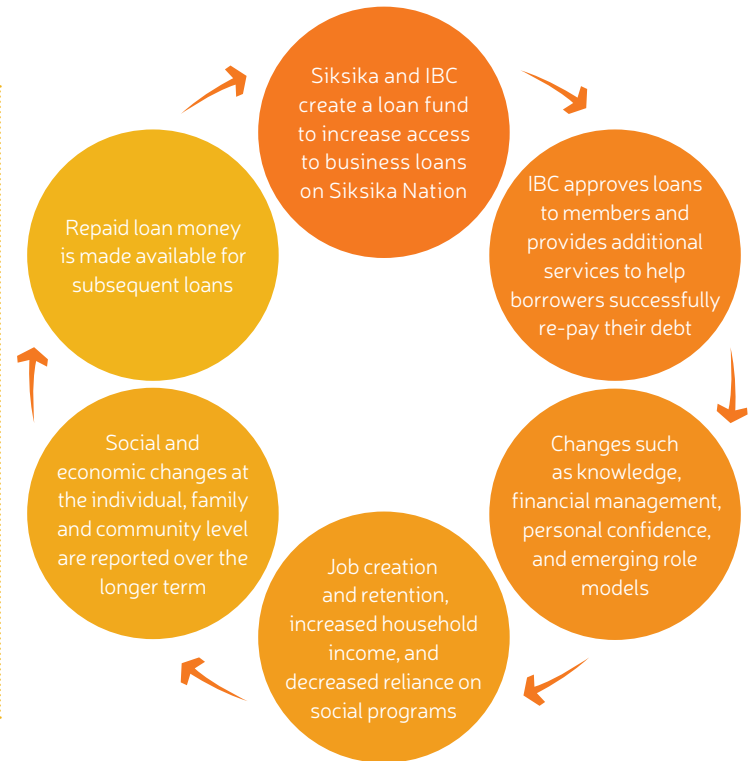 Siksika and IBC
create a loan fund
to increase access
to business loans
on Siksika Nation
IBC approves loans
to members and
provides additional
services to help
borrowers successfully
re-pay their debt
Changes such
as knowledge,
financial management,
personal confidence,
and emerging role
models
Job creation
and retention,
increased household
income, and
decreased reliance on
social programs
Social and
economic changes at
the individual, family
and community level
are reported over the
longer term
Repaid loan money
is made available for
subsequent loans